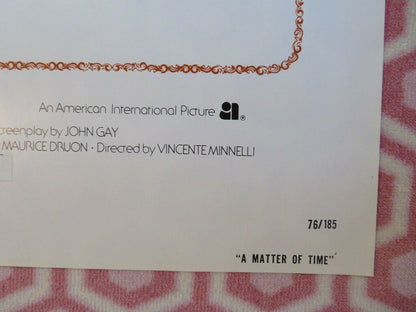 An American International Picture
creenplay by JOHN GAY
MAURICE DRUON · Directed by VINCENTE MINNELLI
76/185
"A MATTER OF TIME"